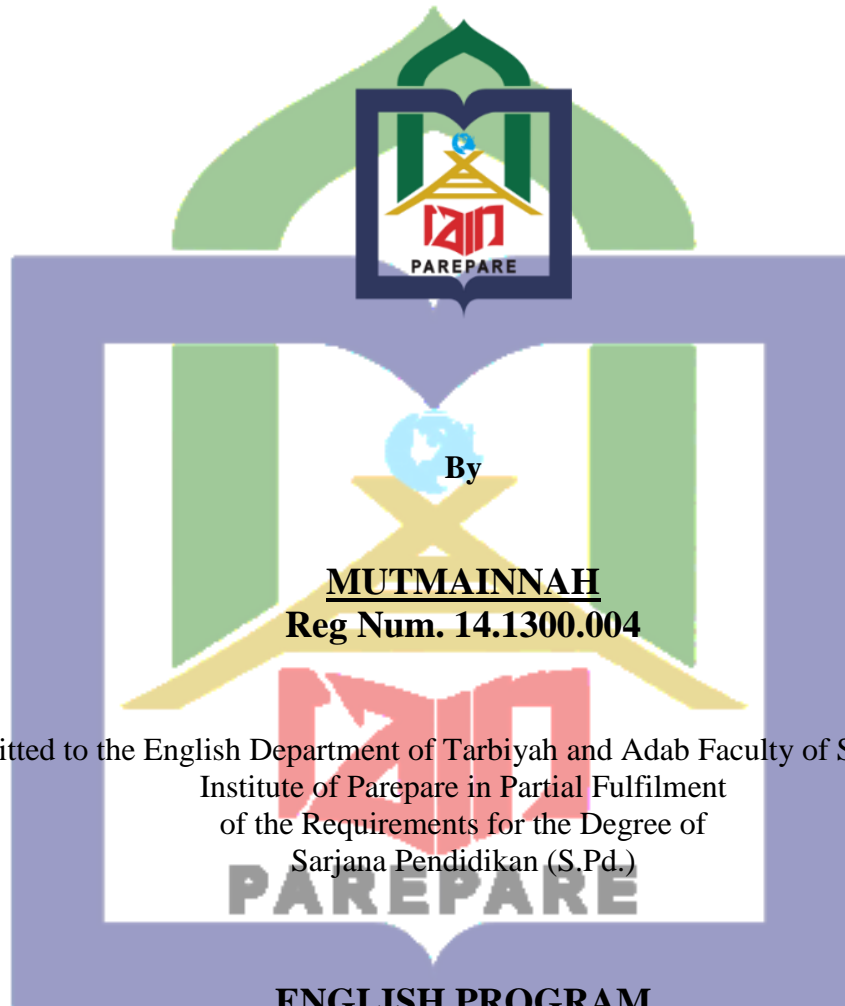 IAIN
PAREPARE
By
MUTMAINNAH
Reg Num. 14.1300.004
itted to the English Department of Tarbiyah and Adab Faculty of S
Institute of Parepare in Partial Fulfilment
of the Requirements for the Degree of
Sarjana Pendidikan (S.Pd.)
PAREPARE
ENGLISH PROGRAM